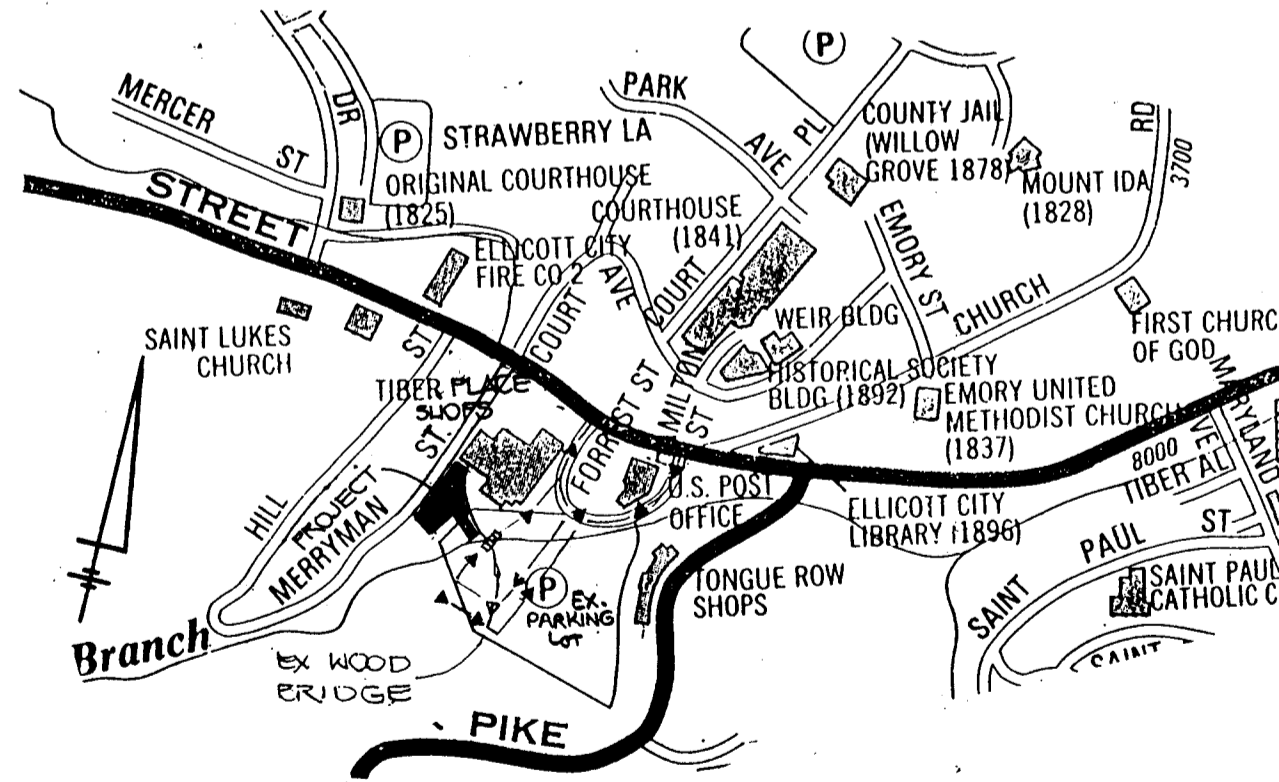 P
PARK
AVE
PL
COUNTY JAIL
(WILLOW
GROVE 1878)
MOUNT IDA
(1828)
RD
3700
MERCER
ST
DR
P
STRAWBERRY LA
ORIGINAL COURTHOUSE
(1825)
COURTHOUSE
(1841)
STREET
ELLICOTT CITY
FIRE CO 2
COURT
AVE
COURT
EMORY ST
CHURCH
WEIR BLDG
FIRST CHURC
OF GOD
SAINT LUKES
CHURCH
ST
TIBER PLACE
SHOPS
FORREST ST
MILTON
ST
HISTORICAL SOCIETY
BLDG (1892)
EMORY UNITED
METHODIST CHURCH
(1837)
MARYLAND
AVE
8000
TIBER AL
ST.
HILL
PROJECT
MERRYMAN
U.S. POST
OFFICE
ELLICOTT CITY
LIBRARY (1896)
PAUL
ST
SAINT
SAINT PAUL
CATHOLIC C
SAINT
P
EX.
PARKING
LOT
TONGUE ROW
SHOPS
Branch
EX WOOD
BRIDGE
PIKE